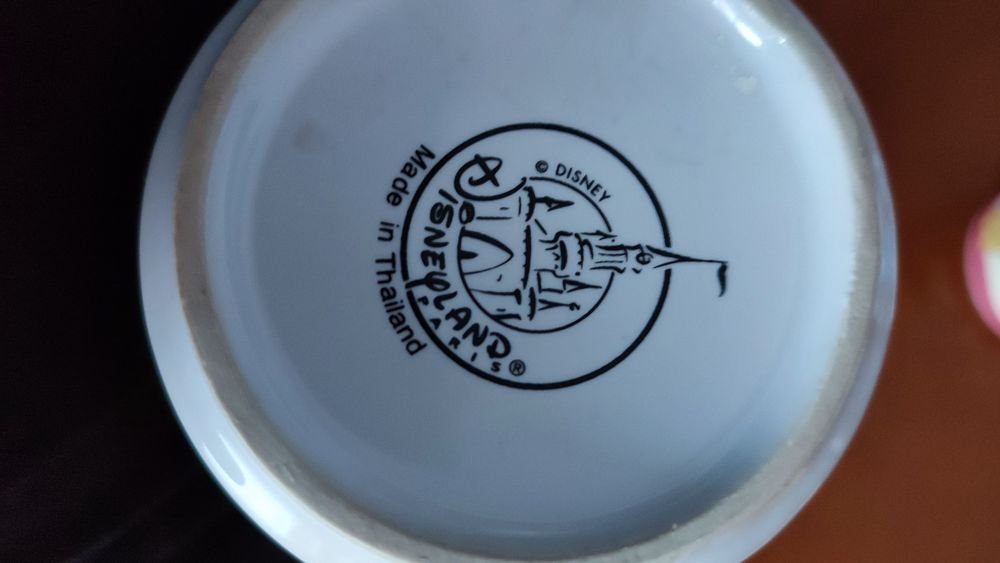 © DISNEY
DISNEYLAND
PARIS®
Made in Thailand